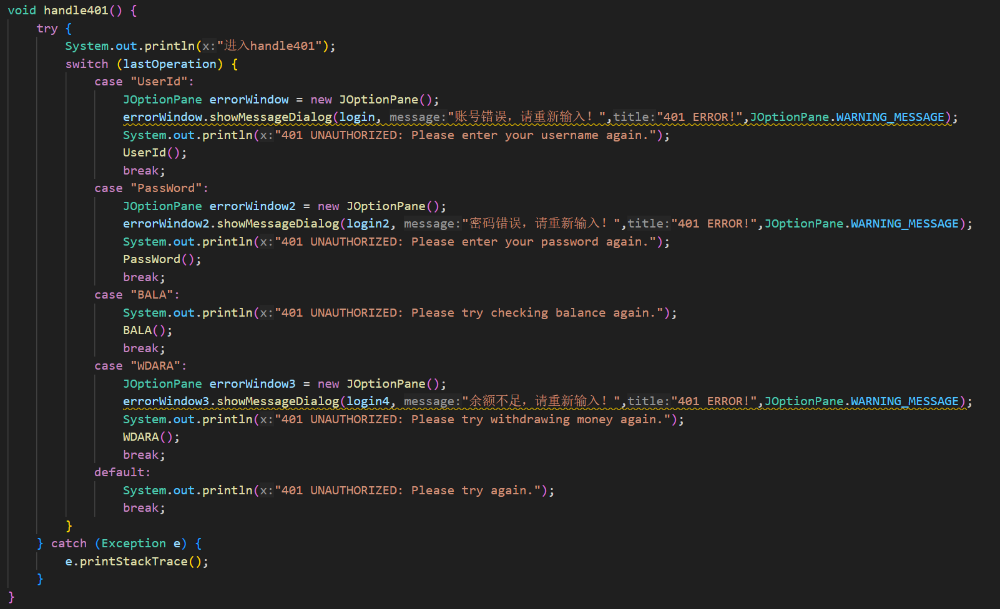 void handle401() {
try {
System.out.println(x:"进入handle401");
switch (lastOperation) {
case "UserId":
JOptionPane errorWindow = new JOptionPane();
errorWindow.showMessageDialog(login, message:"账号错误，请重新输入！",title:"401 ERROR!",JOptionPane.WARNING_MESSAGE);
System.out.println(x:"401 UNAUTHORIZED: Please enter your username again.");
UserId();
break;
case "PassWord":
JOptionPane errorWindow2 = new JOptionPane();
errorWindow2.showMessageDialog(login2, message:"密码错误，请重新输入！",title:"401 ERROR!",JOptionPane.WARNING_MESSAGE);
System.out.println(x:"401 UNAUTHORIZED: Please enter your password again.");
PassWord();
break;
case "BALA":
System.out.println(x:"401 UNAUTHORIZED: Please try checking balance again.");
BALA();
break;
case "WDARA":
JOptionPane errorWindow3 = new JOptionPane();
errorWindow3.showMessageDialog(login4, message:"余额不足，请重新输入！",title:"401 ERROR!",JOptionPane.WARNING_MESSAGE);
System.out.println(x:"401 UNAUTHORIZED: Please try withdrawing money again.");
WDARA();
break;
default:
System.out.println(x:"401 UNAUTHORIZED: Please try again.");
break;
}
} catch (Exception e) {
e.printStackTrace();
}
}